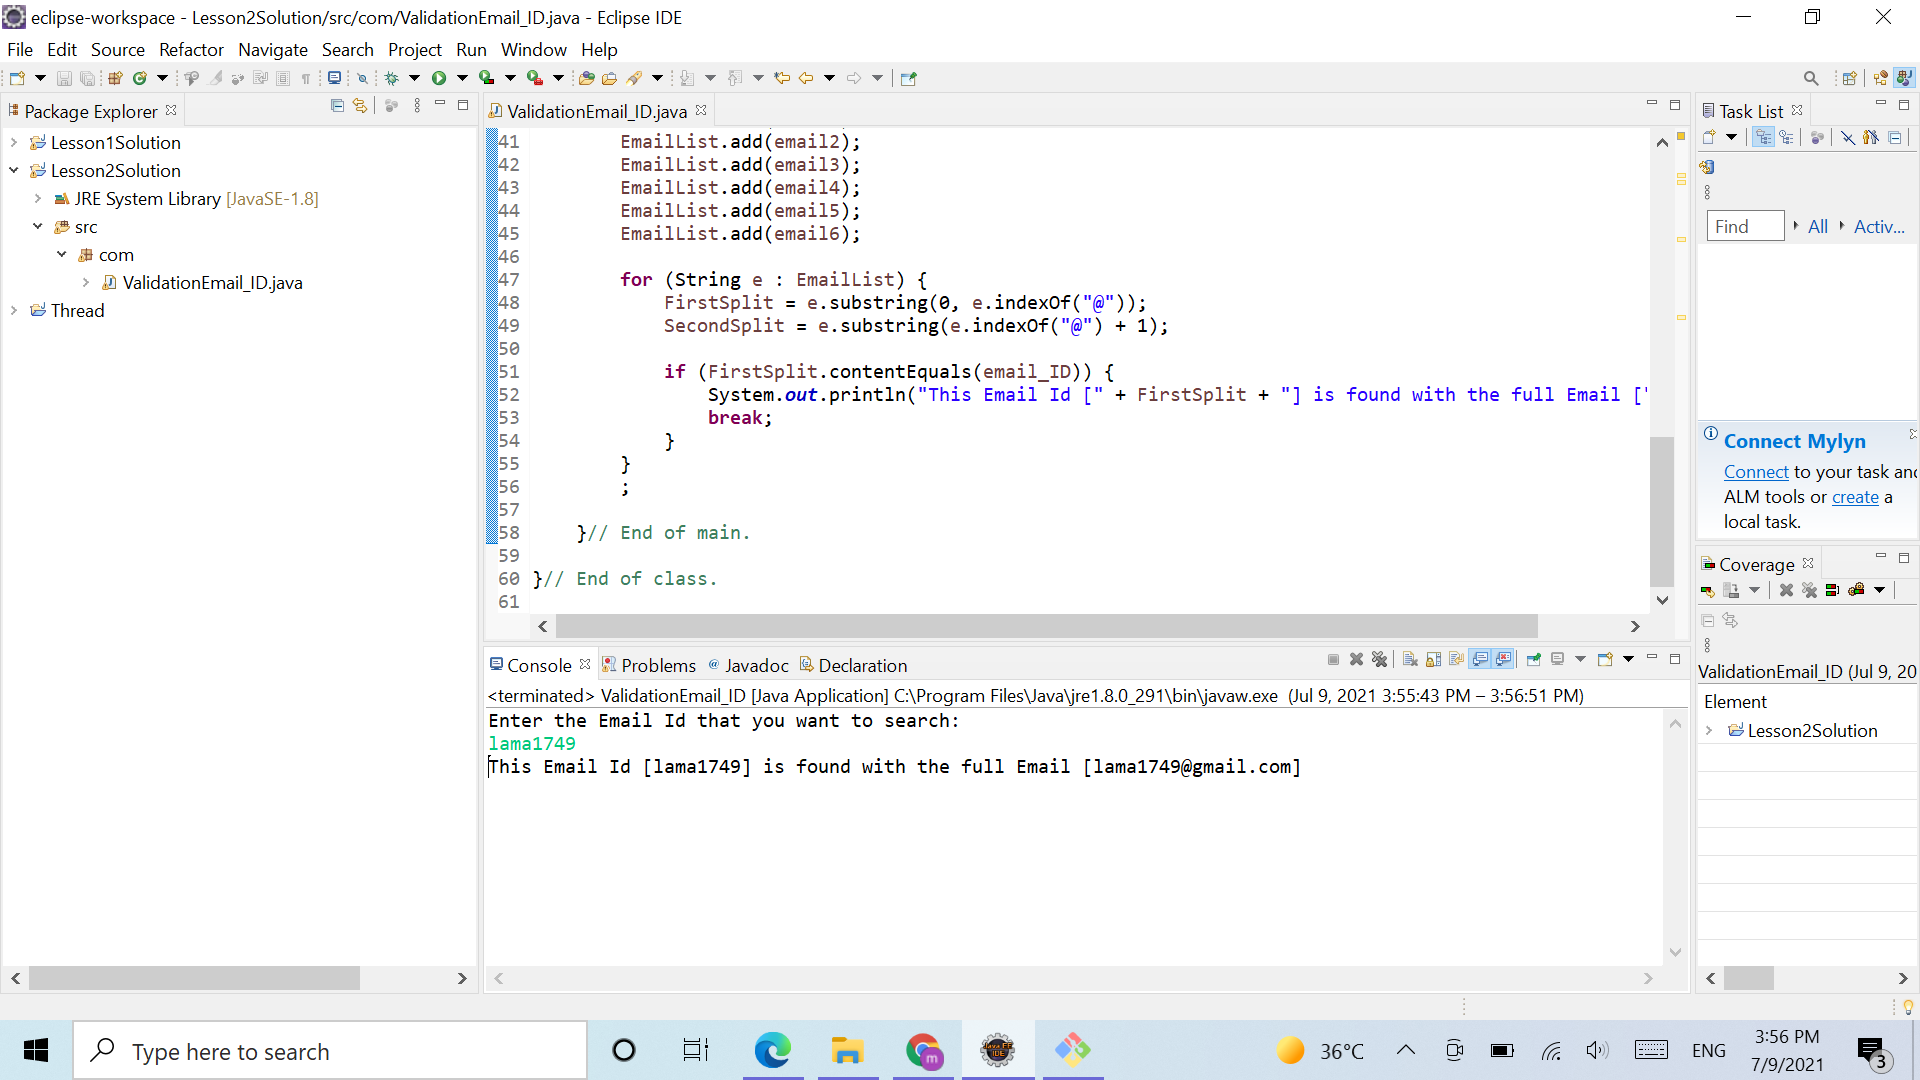 eclipse-workspace - Lesson2Solution/src/com/ValidationEmail_ID.java - Eclipse IDE
File Edit Source Refactor Navigate Search Project Run Window Help
Package Explorer
Lesson1Solution
Lesson2Solution
JRE System Library [JavaSE-1.8]
src
com
ValidationEmail_ID.java
Thread
ValidationEmail_ID.java
41 EmailList.add(email2);
42 EmailList.add(email3);
43 EmailList.add(email4);
44 EmailList.add(email5);
45 EmailList.add(email6);
46
47 for (String e : EmailList) {
48 FirstSplit = e.substring(0, e.indexOf("@"));
49 SecondSplit = e.substring(e.indexOf("@") + 1);
50
51 if (FirstSplit.contentEquals(email_ID)) {
52 System.out.println("This Email Id [" + FirstSplit + "] is found with the full Email ["
53 break;
54 }
55 }
56 ;
57
58 }// End of main.
59
60 }// End of class.
61
Console Problems @ Javadoc Declaration
<terminated> ValidationEmail_ID [Java Application] C:\Program Files\Java\jre1.8.0_291\bin\javaw.exe (Jul 9, 2021 3:55:43 PM – 3:56:51 PM)
Enter the Email Id that you want to search:
lama1749
This Email Id [lama1749] is found with the full Email [lama1749@gmail.com]
Task List
Find All Activ...
Connect Mylyn
Connect to your task and
ALM tools or create a
local task.
Coverage
ValidationEmail_ID (Jul 9, 20
Element
Lesson2Solution
Type here to search
36°C
ENG
3:56 PM
7/9/2021
3